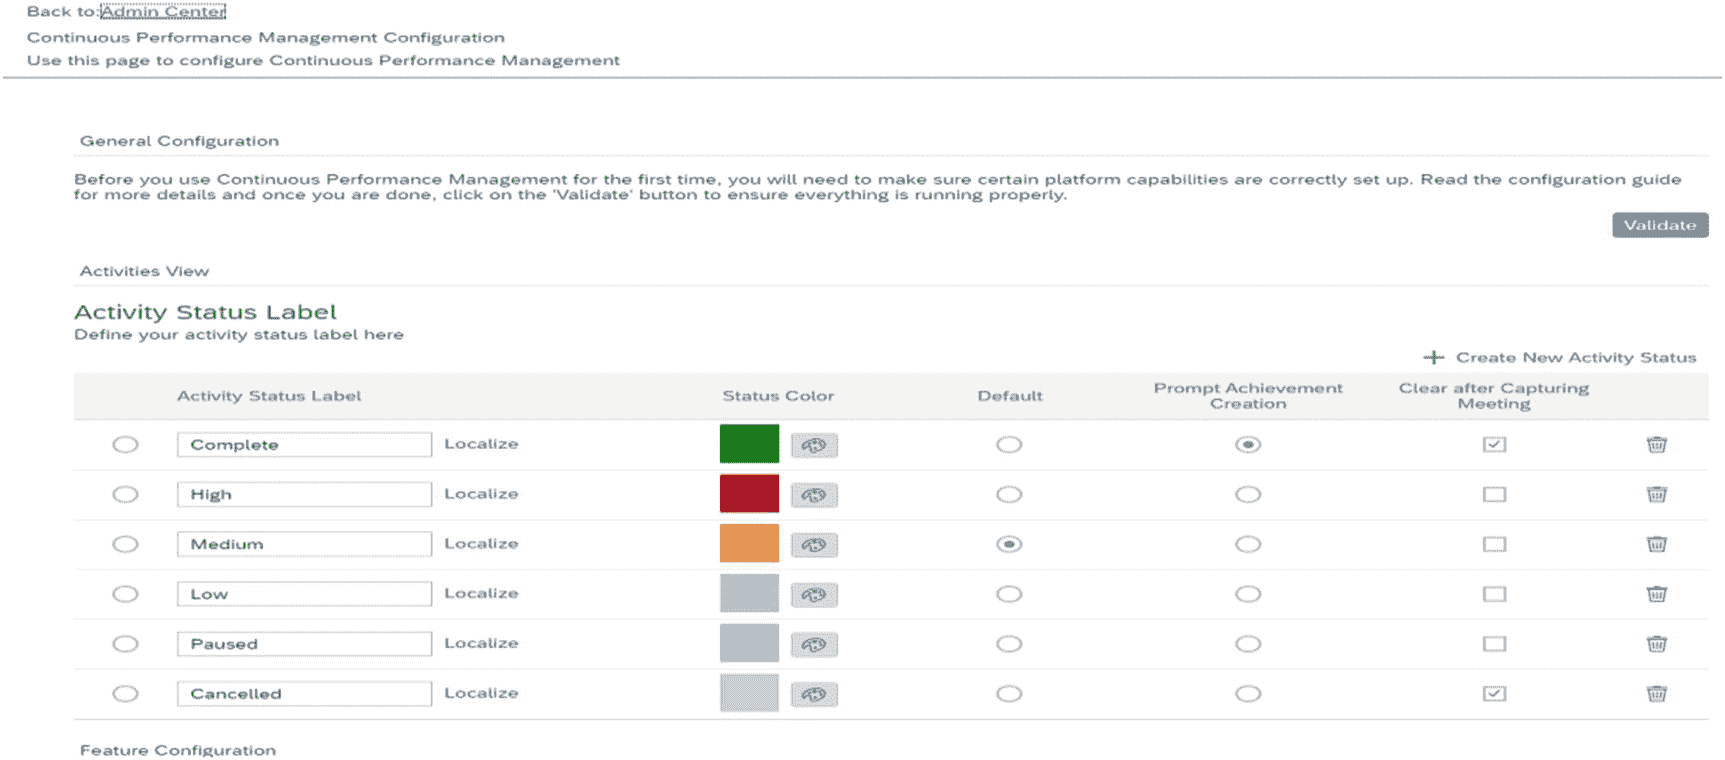 Back to:Admin Center
Continuous Performance Management Configuration
Use this page to configure Continuous Performance Management
General Configuration
Before you use Continuous Performance Management for the first time, you will need to make sure certain platform capabilities are correctly set up. Read the configuration guide
for more details and once you are done, click on the 'Validate' button to ensure everything is running properly.
Validate
Activities View
Activity Status Label
Define your activity status label here
Create New Activity Status
Activity Status Label Status Color Default Prompt Achievement Creation Clear after Capturing Meeting
Complete Localize
High Localize
Medium Localize
Low Localize
Paused Localize
Cancelled Localize
Feature Configuration